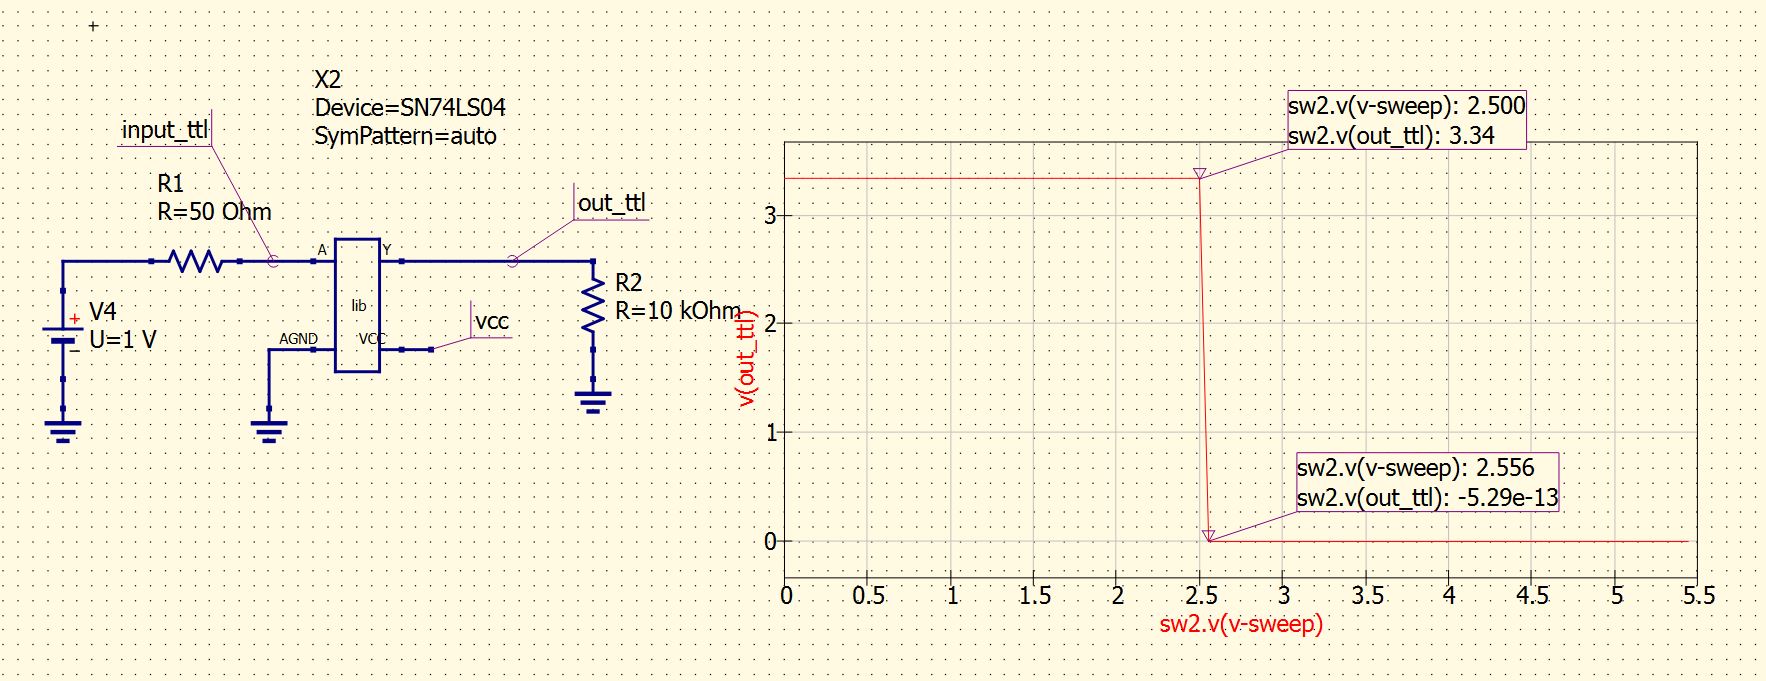 X2
Device=SN74LS04
SymPattern=auto
input_ttl
R1
R=50 Ohm
out_ttl
A
Y
lib
AGND
VCC
vcc
V4
U=1 V
+
−
R2
R=10 kOhm
sw2.v(v-sweep): 2.500
sw2.v(out_ttl): 3.34
sw2.v(v-sweep): 2.556
sw2.v(out_ttl): -5.29e-13
v(out_ttl)
3
2
1
0
0 0.5 1 1.5 2 2.5 3 3.5 4 4.5 5 5.5
sw2.v(v-sweep)